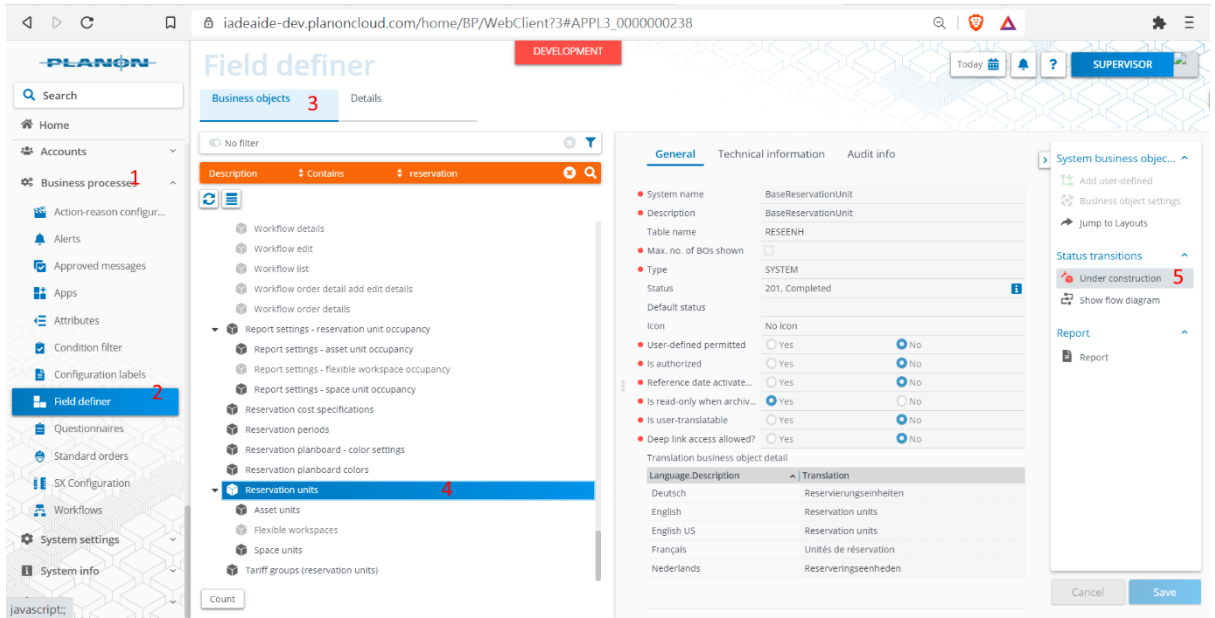 iadeaide-dev.planoncloud.com/home/BP/WebClient?3#APPL3_0000000238
PLANON
Field definer
DEVELOPMENT
Today
?
SUPERVISOR
Search
Business objects 3
Details
Home
Accounts
Business processes 1
Action-reason configur...
Alerts
Approved messages
Apps
Attributes
Condition filter
Configuration labels
Field definer 2
Questionnaires
Standard orders
SX Configuration
Workflows
System settings
System info
javascript:;
No filter
Description Contains reservation
Workflow details
Workflow edit
Workflow list
Workflow order detail add edit details
Workflow order details
Report settings - reservation unit occupancy
Report settings - asset unit occupancy
Report settings - flexible workspace occupancy
Report settings - space unit occupancy
Reservation cost specifications
Reservation periods
Reservation planboard - color settings
Reservation planboard colors
Reservation units 4
Asset units
Flexible workspaces
Space units
Tariff groups (reservation units)
Count
General Technical information Audit info
System name BaseReservationUnit
Description BaseReservationUnit
Table name RESEENH
Max. no. of BOs shown
Type SYSTEM
Status 201, Completed
Default status
Icon No icon
User-defined permitted Yes No
Is authorized Yes No
Reference date activate... Yes No
Is read-only when archiv... Yes No
Is user-translatable Yes No
Deep link access allowed? Yes No
Translation business object detail
Language.Description Translation
Deutsch Reservierungseinheiten
English Reservation units
English US Reservation units
Français Unités de réservation
Nederlands Reserveringseenheden
System business objec...
Add user-defined
Business object settings
Jump to Layouts
Status transitions
Under construction 5
Show flow diagram
Report
Report
Cancel Save